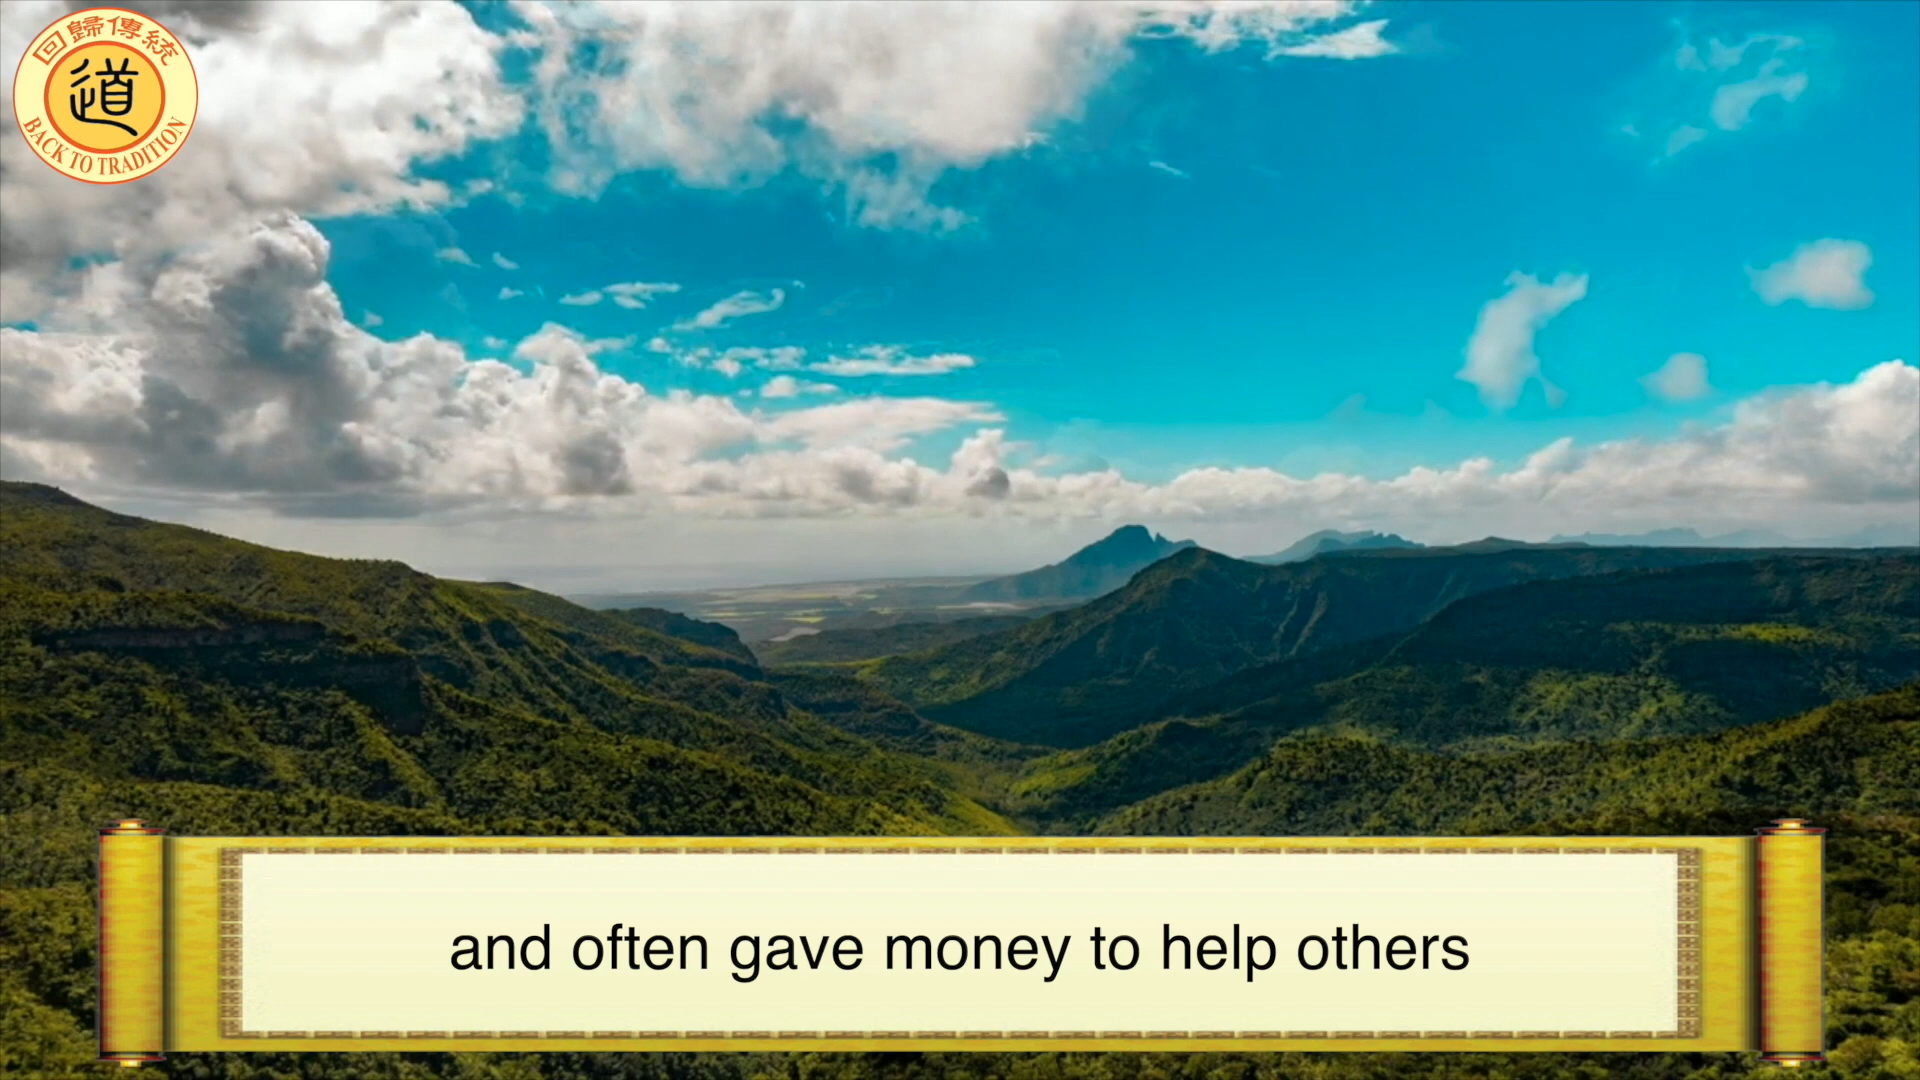 回歸傳統
道
BACK TO TRADITION
and often gave money to help others